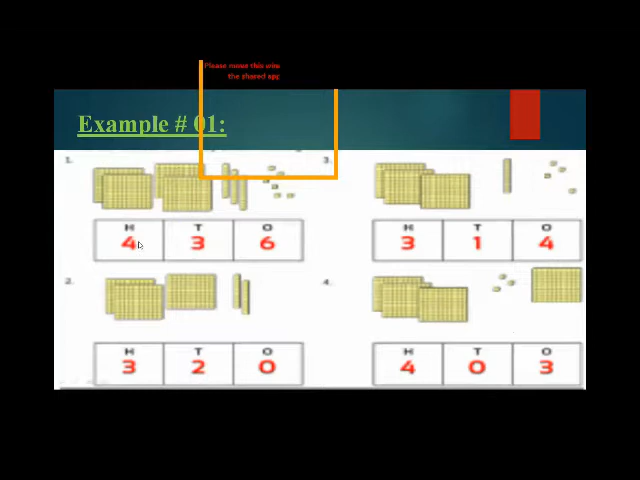 Please move this wind
the shared app
Example # 01:
1.
H T O
4 3 6
3.
H T O
3 1 4
2.
H T O
3 2 0
4.
H T O
4 0 3